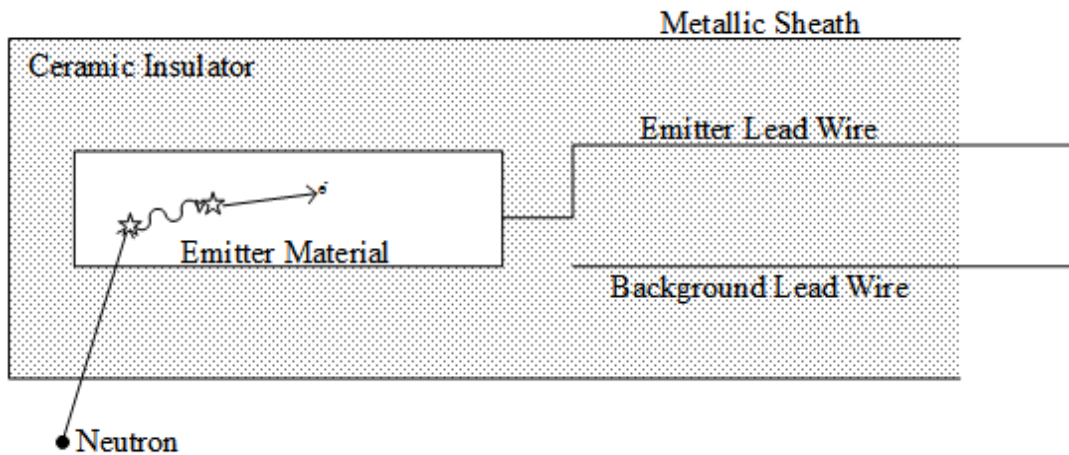 Metallic Sheath
Ceramic Insulator
Emitter Lead Wire
e-
Emitter Material
Background Lead Wire
Neutron